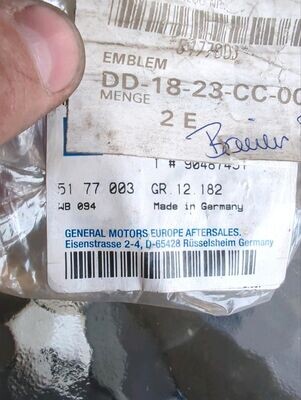 5177003
EMBLEM
DD-18-23-CC-00
MENGE
2 E
T # 90487451
51 77 003 GR.12.182
WB 094 Made in Germany
GENERAL MOTORS EUROPE AFTERSALES.
Eisenstrasse 2-4, D-65428 Rüsselsheim Germany